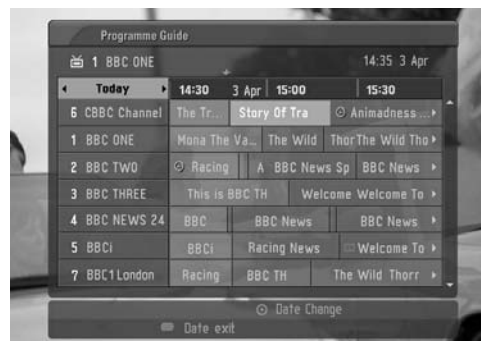 Programme Guide
1 BBC ONE 14:35 3 Apr
Today 14:30 3 Apr 15:00 15:30
6 CBBC Channel The Tr... Story Of Tra Animadness ...
1 BBC ONE Mona The Va... The Wild ThorThe Wild Tho
2 BBC TWO Racing A BBC News Sp BBC News
3 BBC THREE This is BBC TH Welcome Welcome To
4 BBC NEWS 24 BBC BBC News BBC News
5 BBCi BBCi Racing News Welcome To
7 BBC1London Racing BBC TH The Wild Thorr
Date Change
Date exit